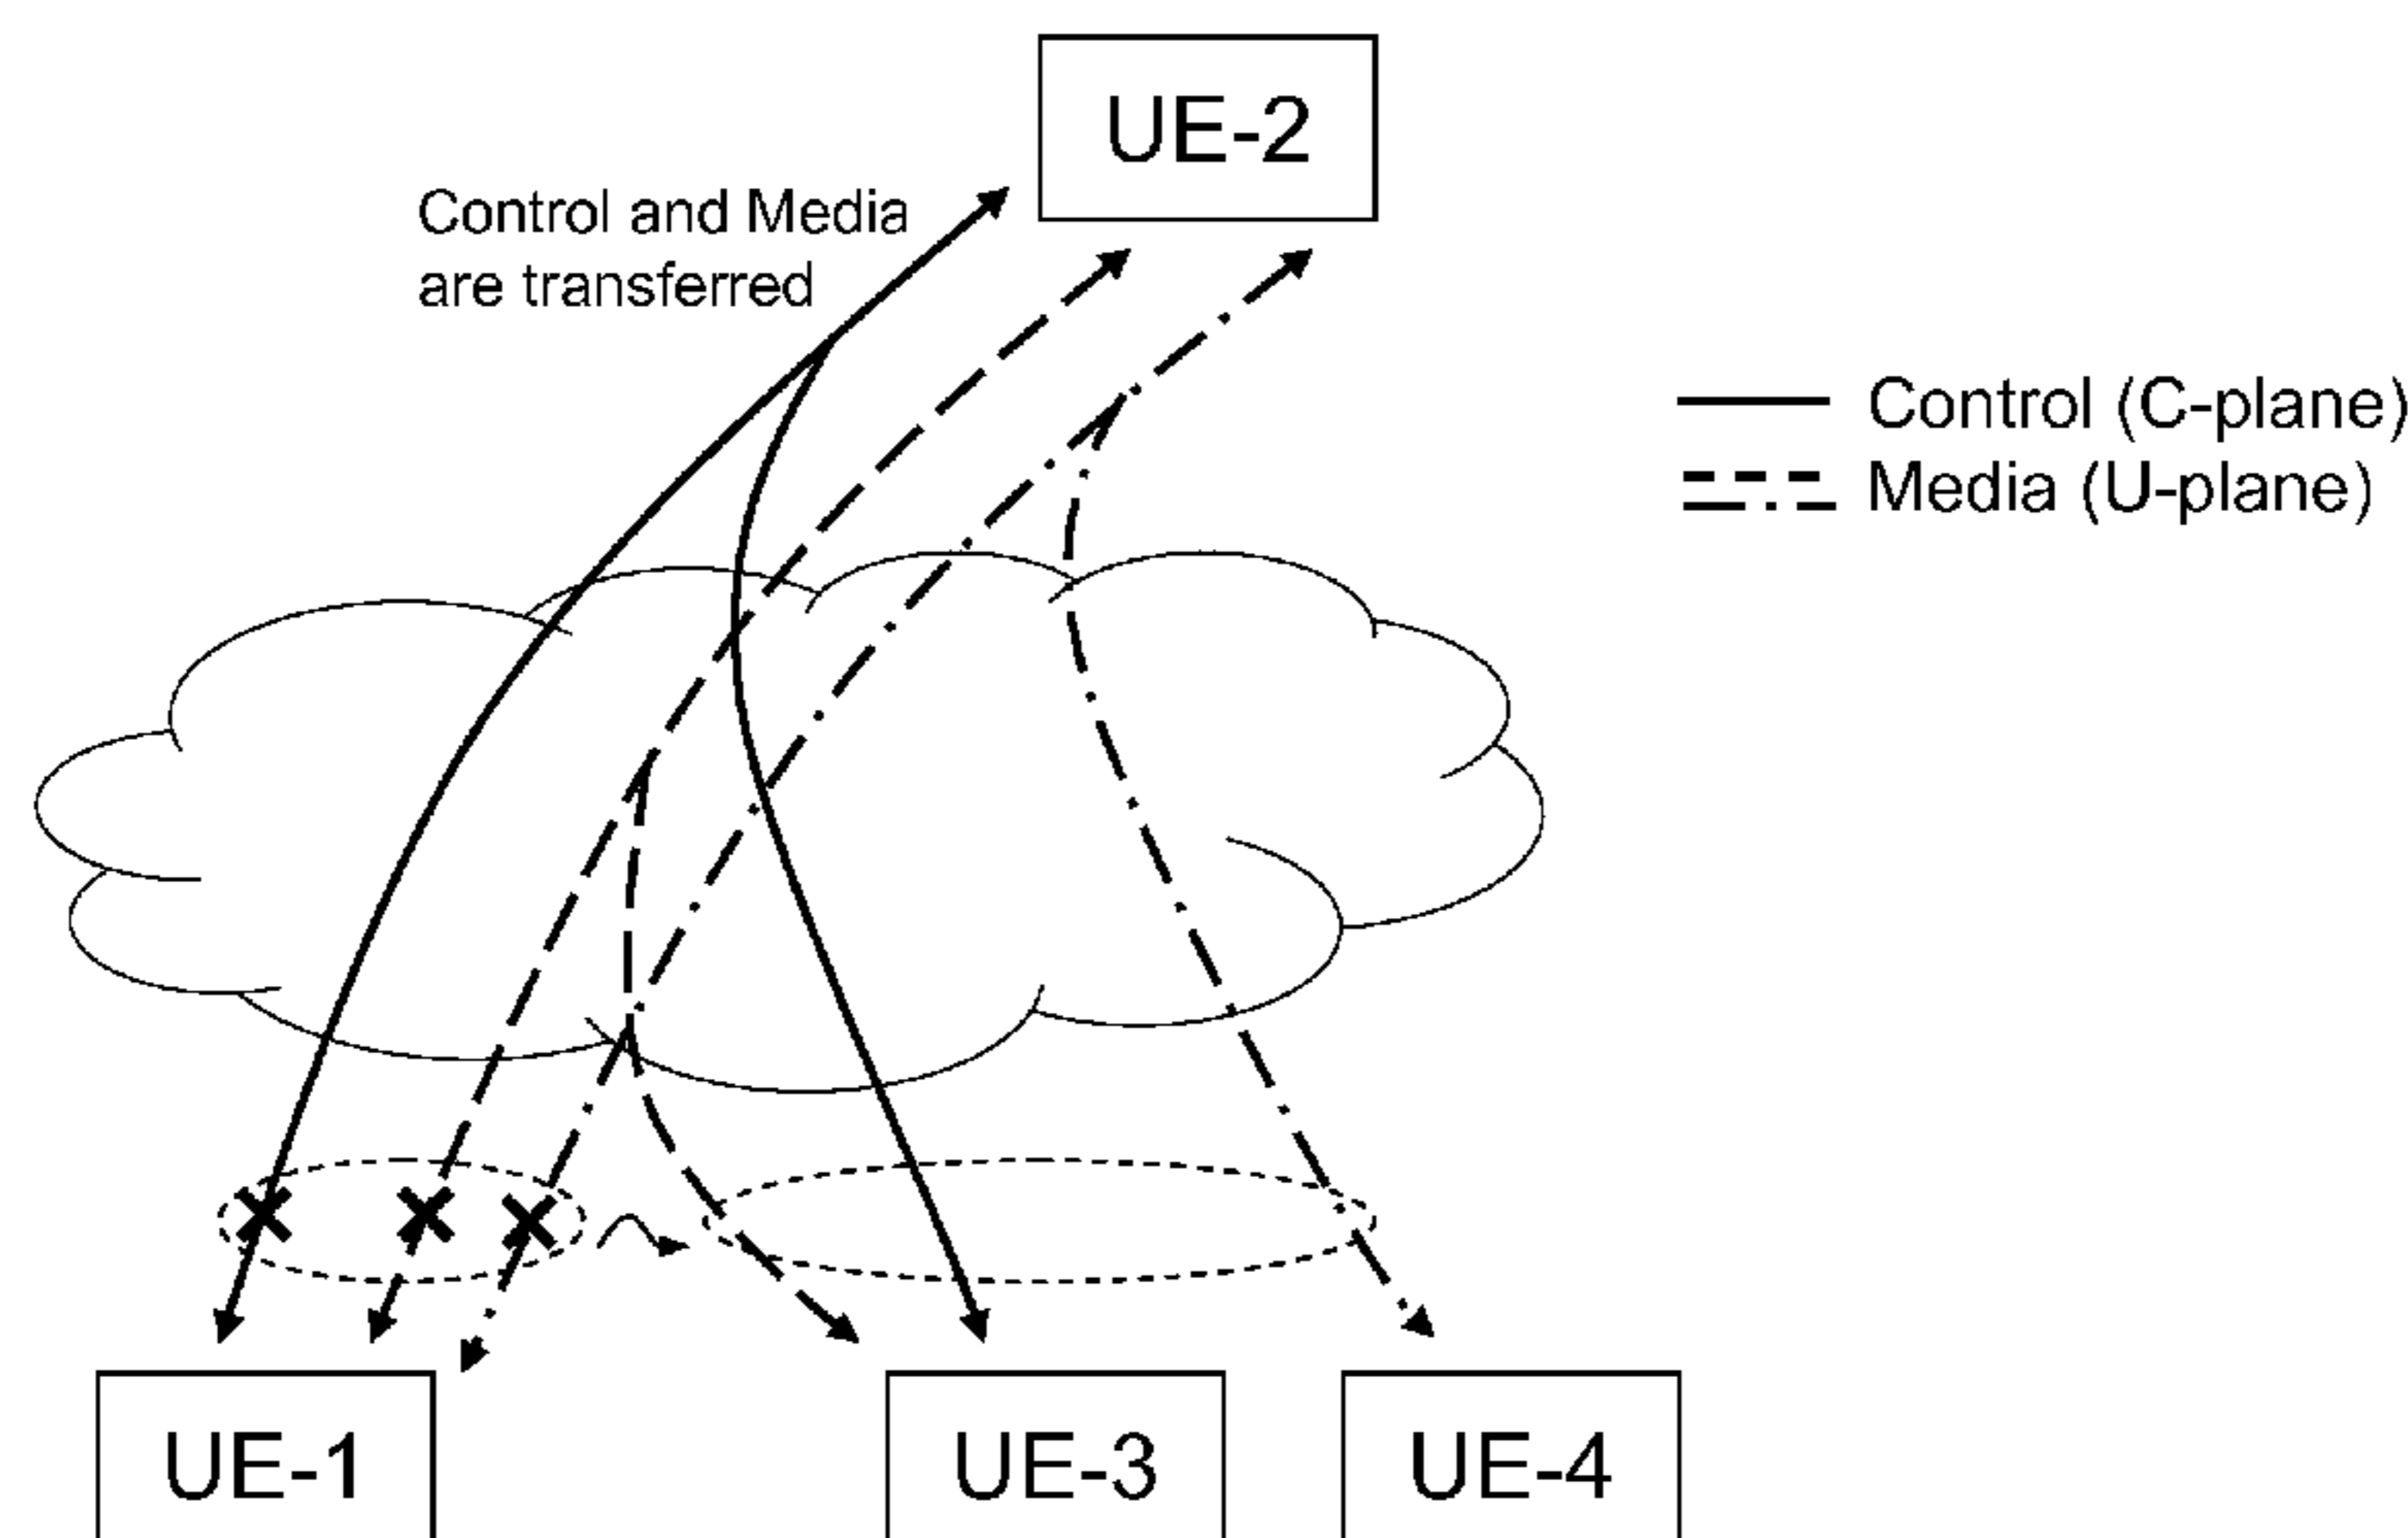 UE-2
Control and Media
are transferred
Control (C-plane)
Media (U-plane)
UE-1
UE-3
UE-4